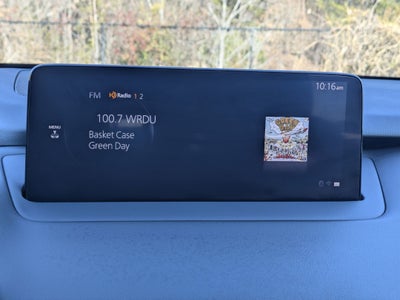 FM HD Radio 1 2
10:16am
MENU
100.7 WRDU
Basket Case
Green Day